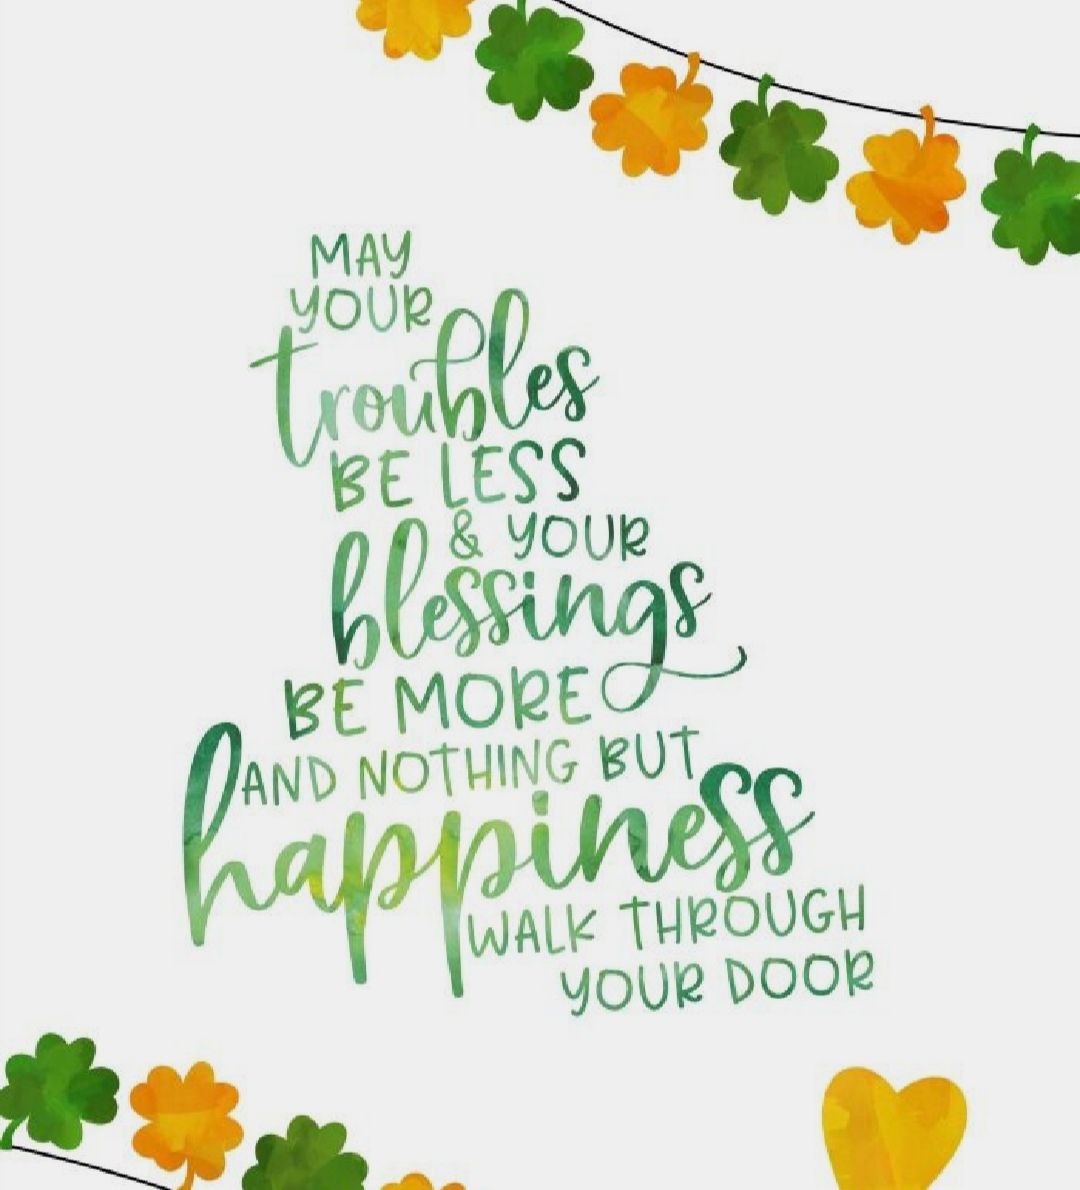 MAY
YOUR
troubles
BE LESS
& YOUR
blessings
BE MORE
AND NOTHING BUT
happiness
WALK THROUGH
YOUR DOOR